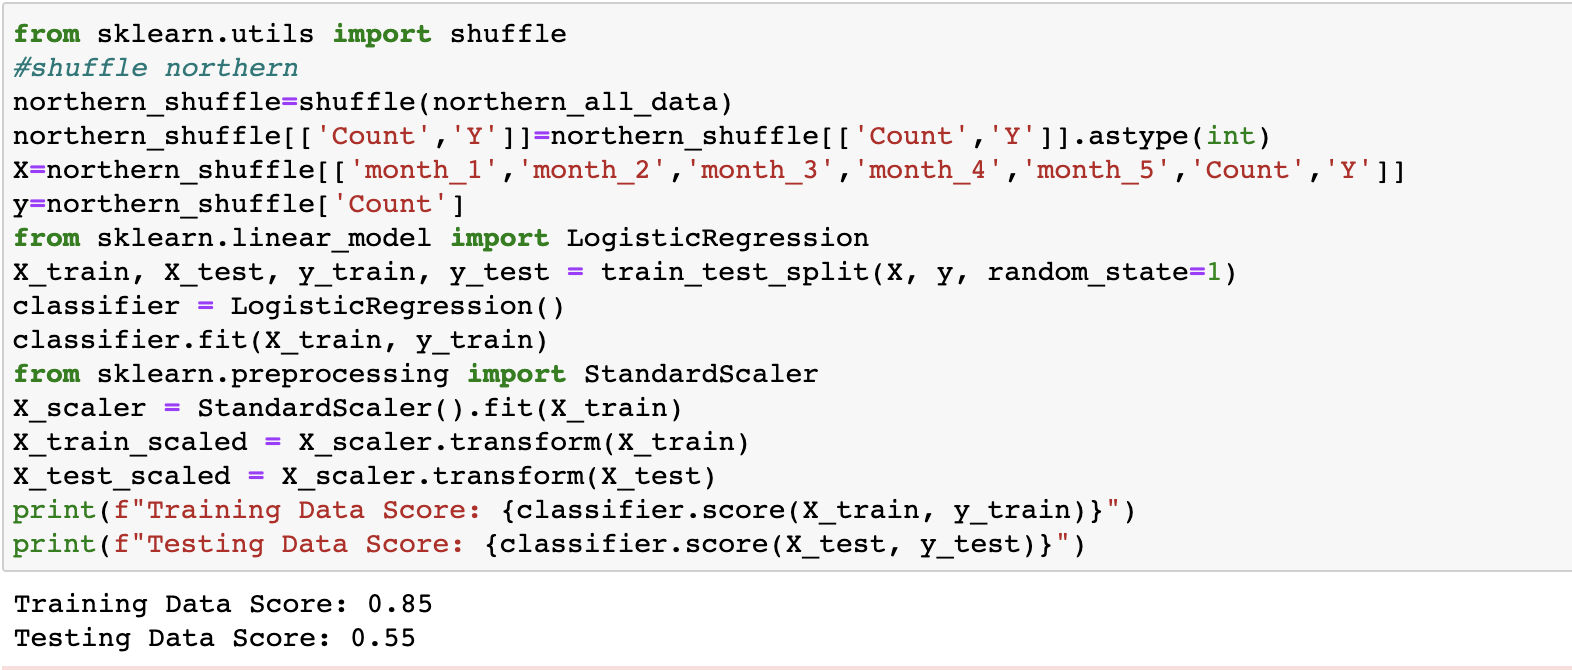 from sklearn.utils import shuffle
#shuffle northern
northern_shuffle=shuffle(northern_all_data)
northern_shuffle[['Count','Y']]=northern_shuffle[['Count','Y']].astype(int)
X=northern_shuffle[['month_1','month_2','month_3','month_4','month_5','Count','Y']]
y=northern_shuffle['Count']
from sklearn.linear_model import LogisticRegression
X_train, X_test, y_train, y_test = train_test_split(X, y, random_state=1)
classifier = LogisticRegression()
classifier.fit(X_train, y_train)
from sklearn.preprocessing import StandardScaler
X_scaler = StandardScaler().fit(X_train)
X_train_scaled = X_scaler.transform(X_train)
X_test_scaled = X_scaler.transform(X_test)
print(f"Training Data Score: {classifier.score(X_train, y_train)}")
print(f"Testing Data Score: {classifier.score(X_test, y_test)}")
Training Data Score: 0.85
Testing Data Score: 0.55